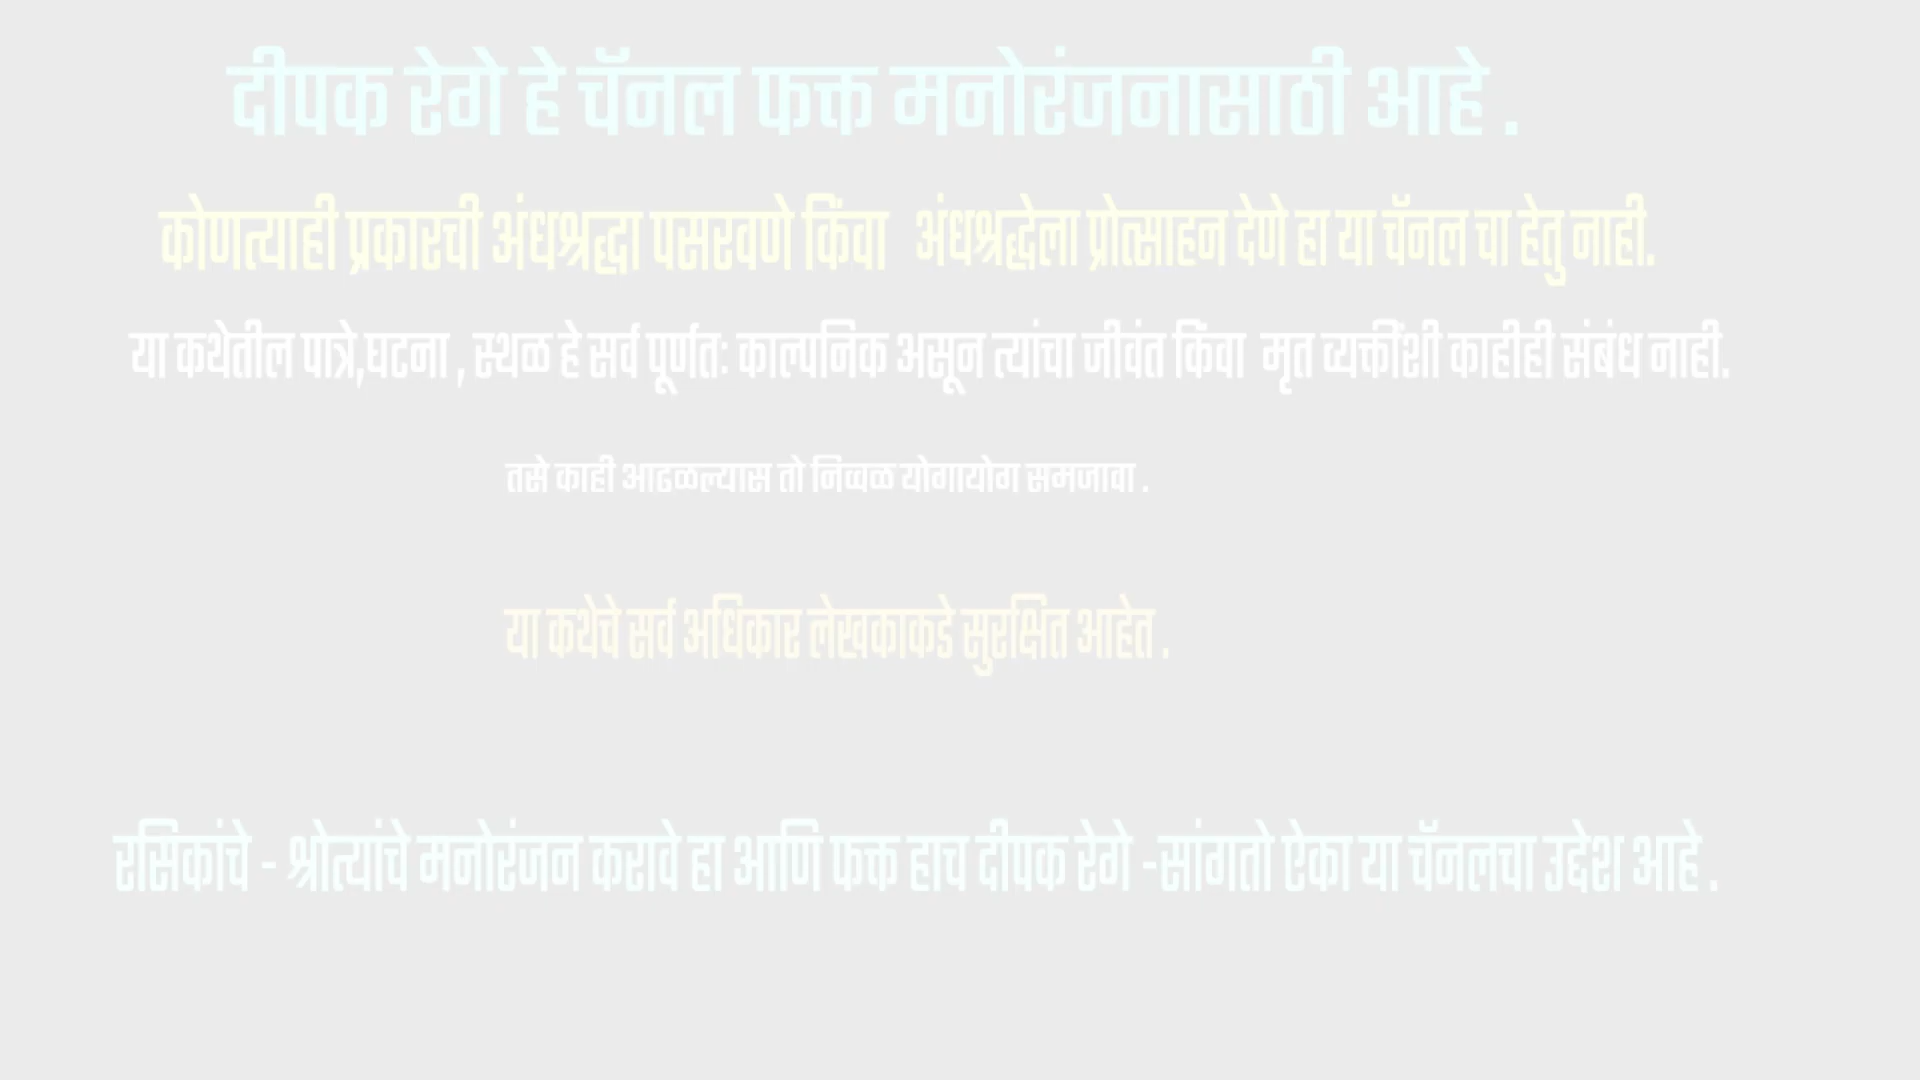 दीपक रेगे हे चॅनल फक्त मनोरंजनासाठी आहे .
कोणत्याही प्रकारची अंधश्रद्धा पसरवणे किंवा अंधश्रद्धेला प्रोत्साहन देणे हा या चॅनल चा हेतु नाही.
या कथेतील पात्रे,घटना , स्थळ हे सर्व पूर्णत: काल्पनिक असून त्यांचा जीवंत किंवा मृत व्यक्तींशी काहीही संबंध नाही.
तसे काही आढळल्यास तो निव्वळ योगायोग समजावा .
या कथेचे सर्व अधिकार लेखकाकडे सुरक्षित आहेत .
रसिकांचे - श्रोत्यांचे मनोरंजन करावे हा आणि फक्त हाच दीपक रेगे -सांगतो ऐका या चॅनलचा उद्देश आहे .